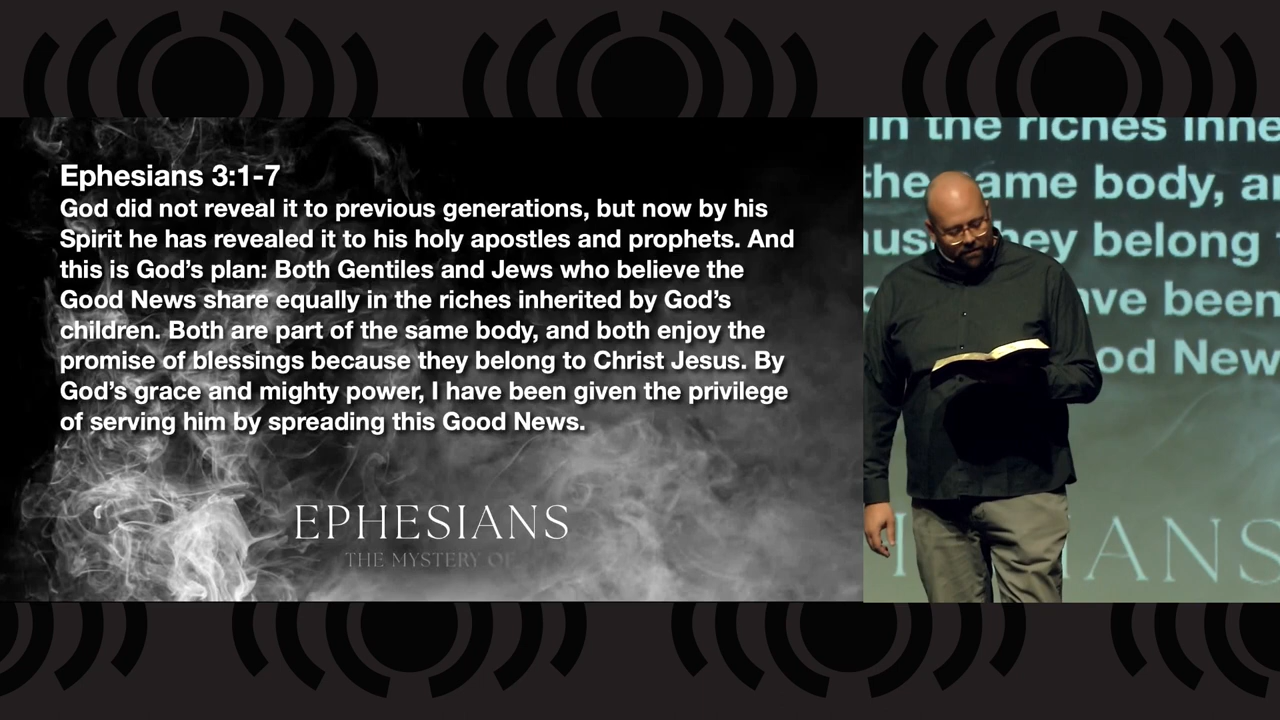 Ephesians 3:1-7
God did not reveal it to previous generations, but now by his
Spirit he has revealed it to his holy apostles and prophets. And
this is God’s plan: Both Gentiles and Jews who believe the
Good News share equally in the riches inherited by God’s
children. Both are part of the same body, and both enjoy the
promise of blessings because they belong to Christ Jesus. By
God’s grace and mighty power, I have been given the privilege
of serving him by spreading this Good News.
EPHESIANS
THE MYSTERY OF
in the riches inhe
the same body, a
ause they belong
ave been
od New
HESIANS